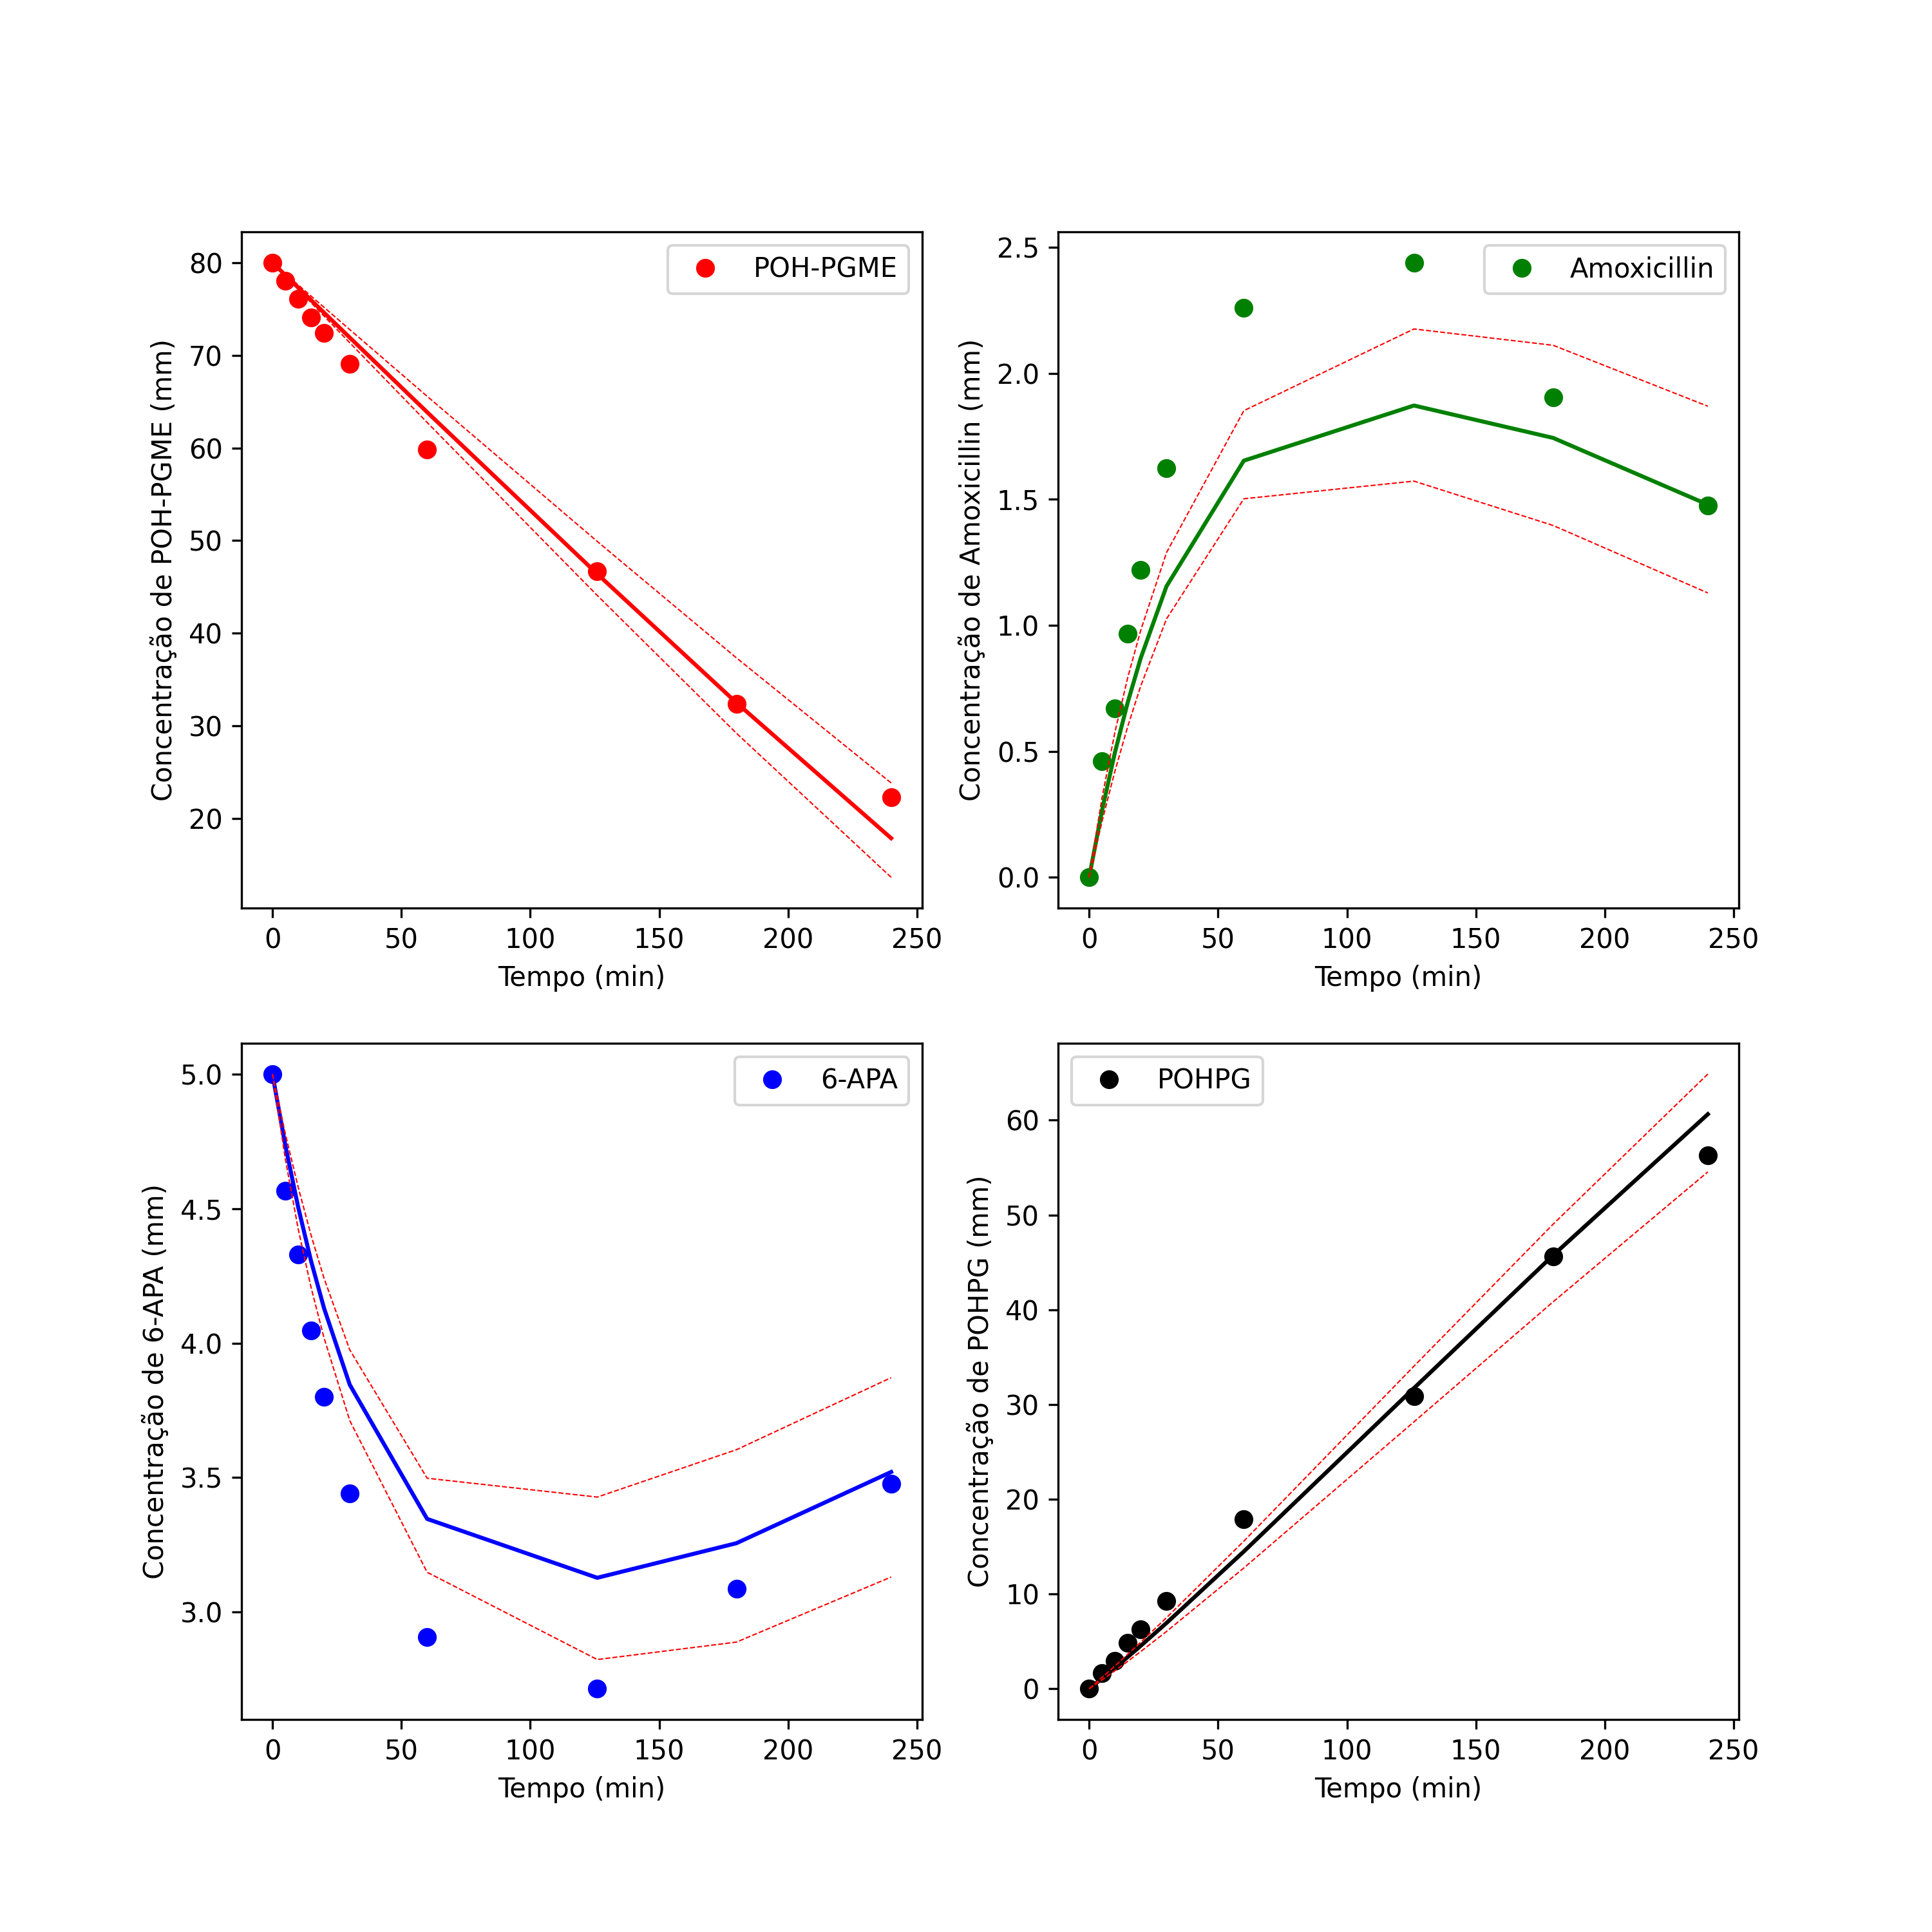 POH-PGME
80
70
60
50
40
30
20
Concentração de POH-PGME (mm)
0 50 100 150 200 250
Tempo (min)
Amoxicillin
2.5
2.0
1.5
1.0
0.5
0.0
Concentração de Amoxicillin (mm)
0 50 100 150 200 250
Tempo (min)
6-APA
5.0
4.5
4.0
3.5
3.0
Concentração de 6-APA (mm)
0 50 100 150 200 250
Tempo (min)
POHPG
60
50
40
30
20
10
0
Concentração de POHPG (mm)
0 50 100 150 200 250
Tempo (min)